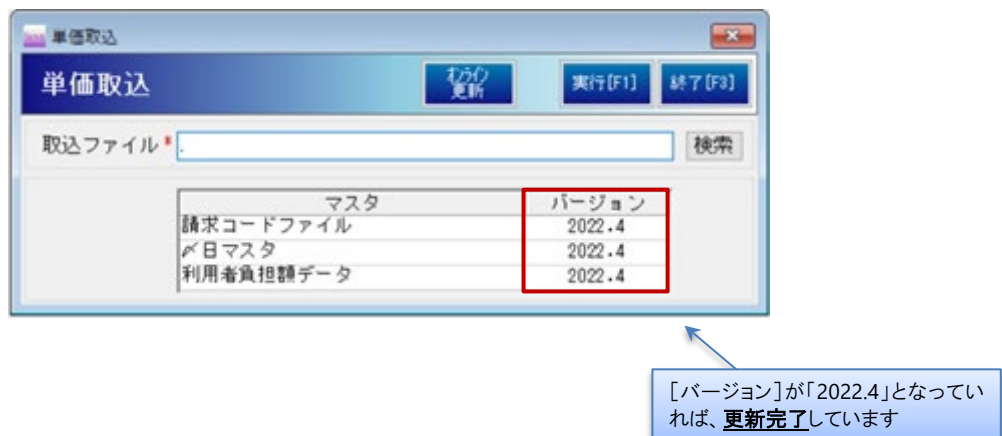 単価取込
単価取込
ｵﾝﾗｲﾝ
更新
実行[F1]
終了[F3]
取込ファイル*
.
検索
マスタ バージョン
請求コードファイル 2022.4
〆日マスタ 2022.4
利用者負担額データ 2022.4
[バージョン]が「2022.4」となってい
れば、更新完了しています